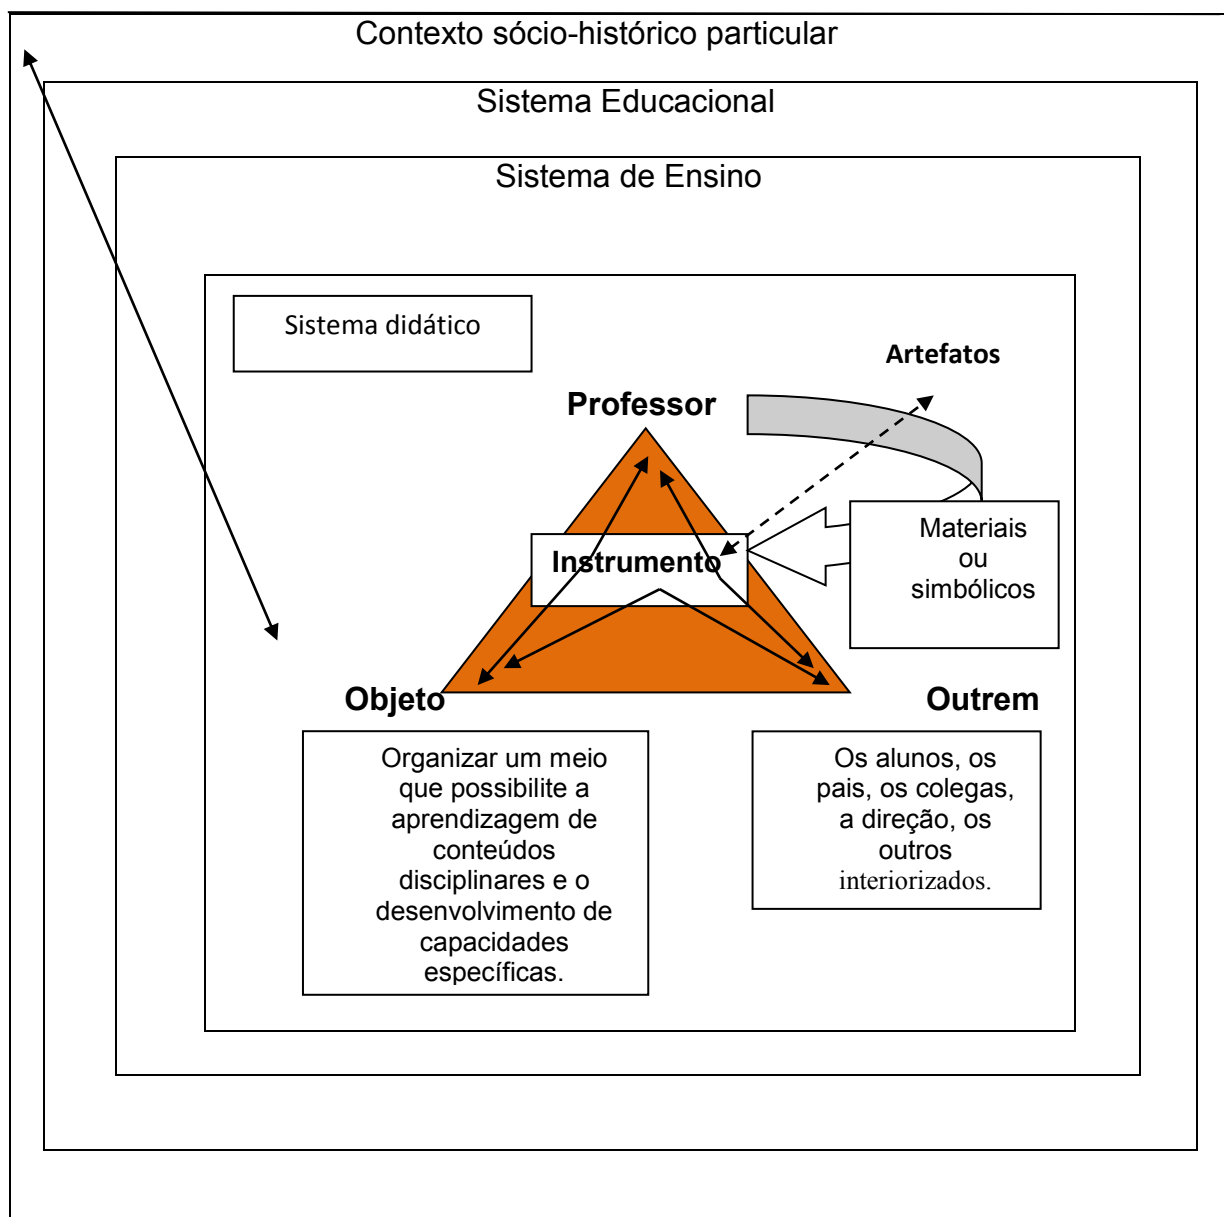 Contexto sócio-histórico particular
Sistema Educacional
Sistema de Ensino
Sistema didático
Artefatos
Professor
Instrumento
Materiais
ou
simbólicos
Objeto
Outrem
Organizar um meio
que possibilite a
aprendizagem de
conteúdos
disciplinares e o
desenvolvimento de
capacidades
específicas.
Os alunos, os
pais, os colegas,
a direção, os
outros
interiorizados.